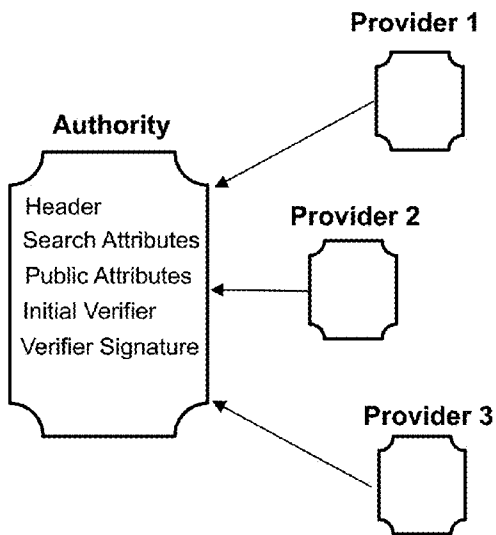 Provider 1
Authority
Header
Search Attributes
Public Attributes
Initial Verifier
Verifier Signature
Provider 2
Provider 3